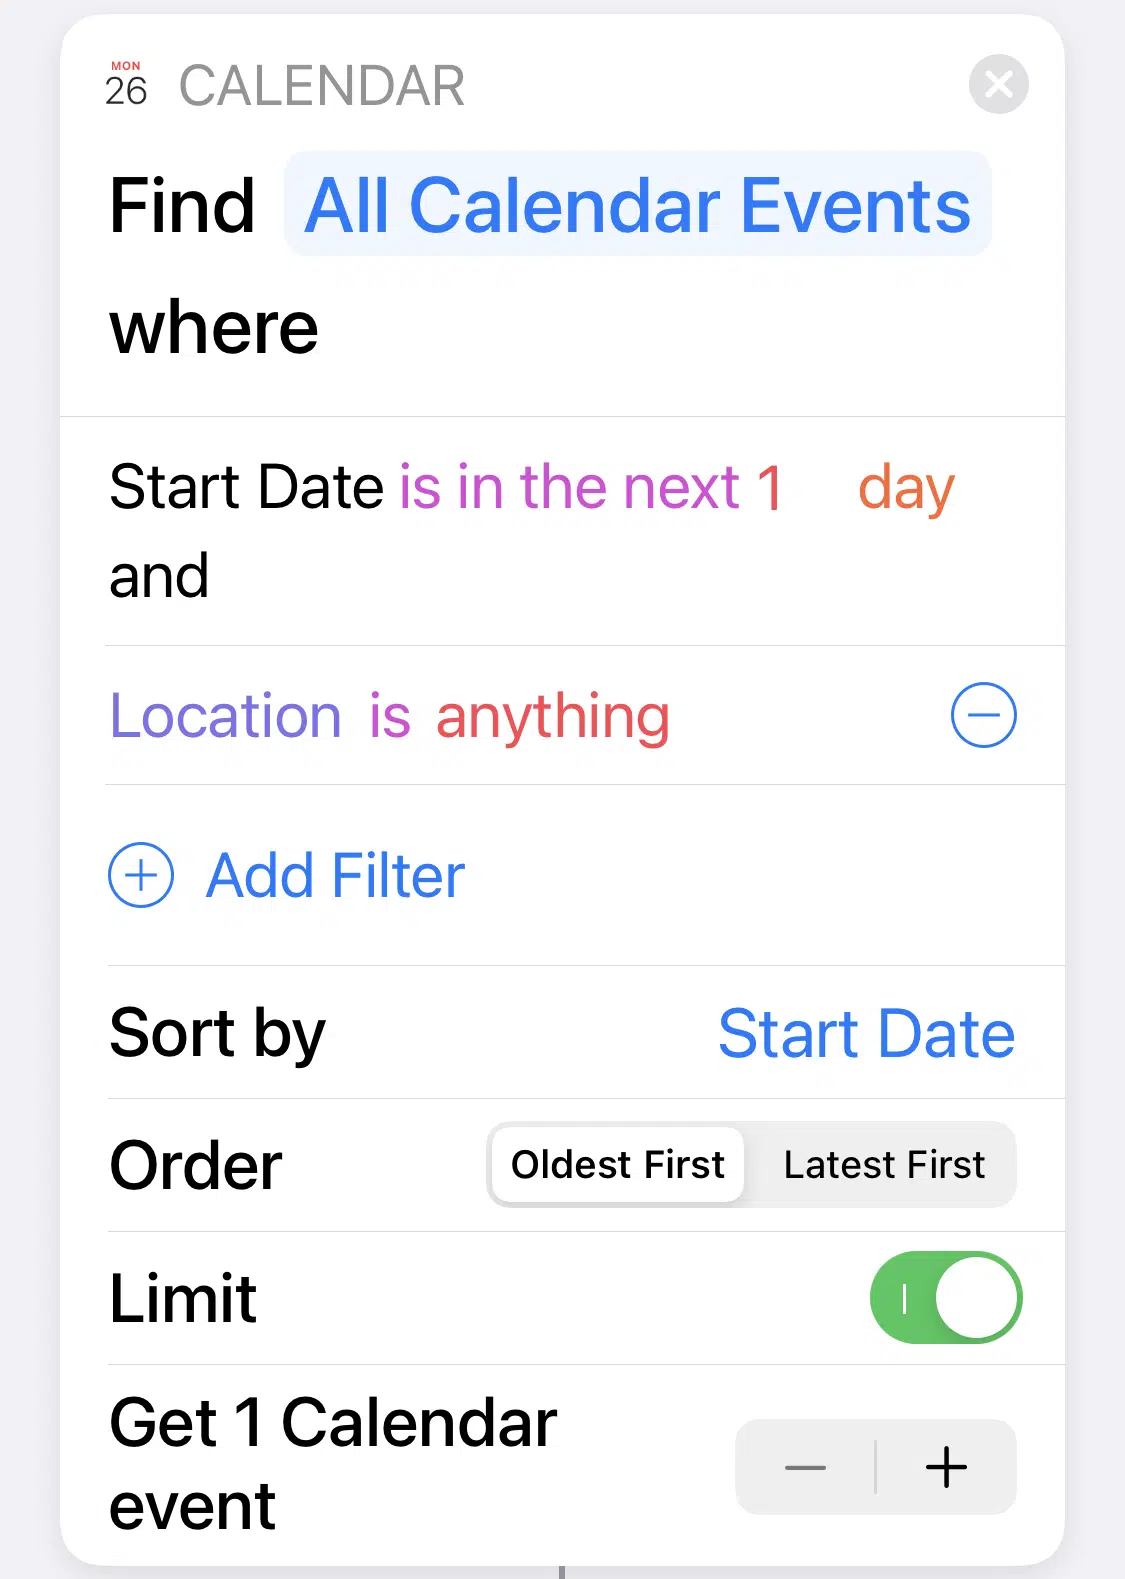 MON
26 CALENDAR
Find All Calendar Events
where
Start Date is in the next 1 day
and
Location is anything
Add Filter
Sort by Start Date
Order Oldest First Latest First
Limit
Get 1 Calendar
event